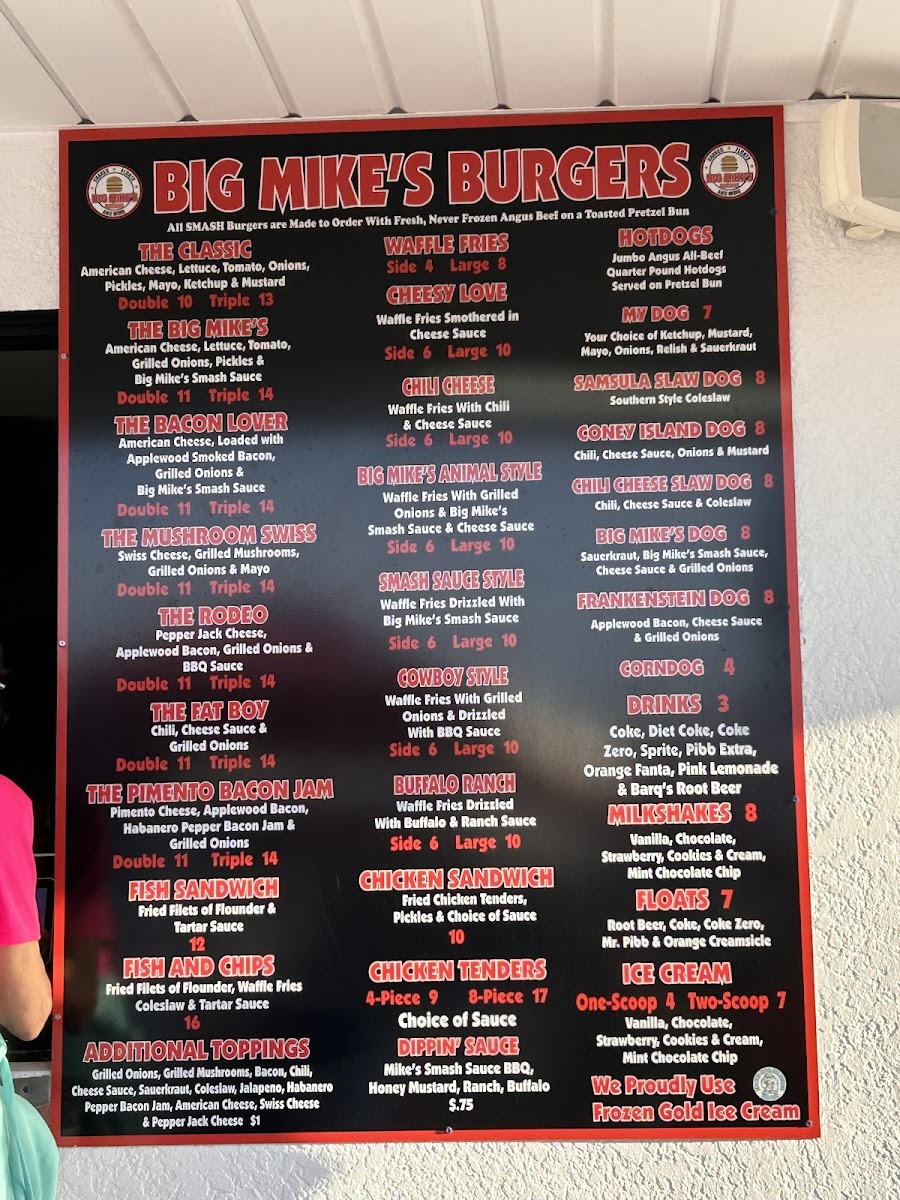 BIG MIKE'S BURGERS
All SMASH Burgers are Made to Order With Fresh, Never Frozen Angus Beef on a Toasted Pretzel Bun
THE CLASSIC
American Cheese, Lettuce, Tomato, Onions,
Pickles, Mayo, Ketchup & Mustard
Double 10 Triple 13
THE BIG MIKE'S
American Cheese, Lettuce, Tomato,
Grilled Onions, Pickles &
Big Mike's Smash Sauce
Double 11 Triple 14
THE BACON LOVER
American Cheese, Loaded with
Applewood Smoked Bacon,
Grilled Onions &
Big Mike's Smash Sauce
Double 11 Triple 14
THE MUSHROOM SWISS
Swiss Cheese, Grilled Mushrooms,
Grilled Onions & Mayo
Double 11 Triple 14
THE RODEO
Pepper Jack Cheese,
Applewood Bacon, Grilled Onions &
BBQ Sauce
Double 11 Triple 14
THE FAT BOY
Chili, Cheese Sauce &
Grilled Onions
Double 11 Triple 14
THE PIMENTO BACON JAM
Pimento Cheese, Applewood Bacon,
Habanero Pepper Bacon Jam &
Grilled Onions
Double 11 Triple 14
FISH SANDWICH
Fried Filets of Flounder &
Tartar Sauce
12
FISH AND CHIPS
Fried Filets of Flounder, Waffle Fries
Coleslaw & Tartar Sauce
16
ADDITIONAL TOPPINGS
Grilled Onions, Grilled Mushrooms, Bacon, Chili,
Cheese Sauce, Sauerkraut, Coleslaw, Jalapeno, Habanero
Pepper Bacon Jam, American Cheese, Swiss Cheese
& Pepper Jack Cheese $1
WAFFLE FRIES
Side 4 Large 8
CHEESY LOVE
Waffle Fries Smothered in
Cheese Sauce
Side 6 Large 10
CHILI CHEESE
Waffle Fries With Chili
& Cheese Sauce
Side 6 Large 10
BIG MIKE'S ANIMAL STYLE
Waffle Fries With Grilled
Onions & Big Mike's
Smash Sauce & Cheese Sauce
Side 6 Large 10
SMASH SAUCE STYLE
Waffle Fries Drizzled With
Big Mike's Smash Sauce
Side 6 Large 10
COWBOY STYLE
Waffle Fries With Grilled
Onions & Drizzled
With BBQ Sauce
Side 6 Large 10
BUFFALO RANCH
Waffle Fries Drizzled
With Buffalo & Ranch Sauce
Side 6 Large 10
CHICKEN SANDWICH
Fried Chicken Tenders,
Pickles & Choice of Sauce
10
CHICKEN TENDERS
4-Piece 9 8-Piece 17
Choice of Sauce
DIPPIN' SAUCE
Mike's Smash Sauce BBQ,
Honey Mustard, Ranch, Buffalo
$.75
HOTDOGS
Jumbo Angus All-Beef
Quarter Pound Hotdogs
Served on Pretzel Bun
MY DOG 7
Your Choice of Ketchup, Mustard,
Mayo, Onions, Relish & Sauerkraut
SAMSULA SLAW DOG 8
Southern Style Coleslaw
CONEY ISLAND DOG 8
Chili, Cheese Sauce, Onions & Mustard
CHILI CHEESE SLAW DOG 8
Chili, Cheese Sauce & Coleslaw
BIG MIKE'S DOG 8
Sauerkraut, Big Mike's Smash Sauce,
Cheese Sauce & Grilled Onions
FRANKENSTEIN DOG 8
Applewood Bacon, Cheese Sauce
& Grilled Onions
CORNDOG 4
DRINKS 3
Coke, Diet Coke, Coke
Zero, Sprite, Pibb Extra,
Orange Fanta, Pink Lemonade
& Barq's Root Beer
MILKSHAKES 8
Vanilla, Chocolate,
Strawberry, Cookies & Cream,
Mint Chocolate Chip
FLOATS 7
Root Beer, Coke, Coke Zero,
Mr. Pibb & Orange Creamsicle
ICE CREAM
One-Scoop 4 Two-Scoop 7
Vanilla, Chocolate,
Strawberry, Cookies & Cream,
Mint Chocolate Chip
We Proudly Use
Frozen Gold Ice Cream